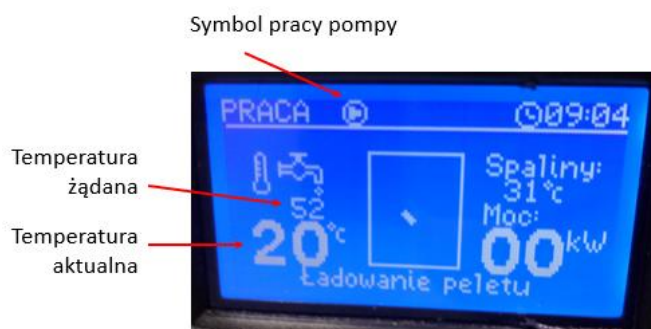 Symbol pracy pompy
PRACA 09:04
Temperatura
żądana
52°
Spaliny:
31°c
Moc:
Temperatura
aktualna
20°c
00kW
Ładowanie peletu